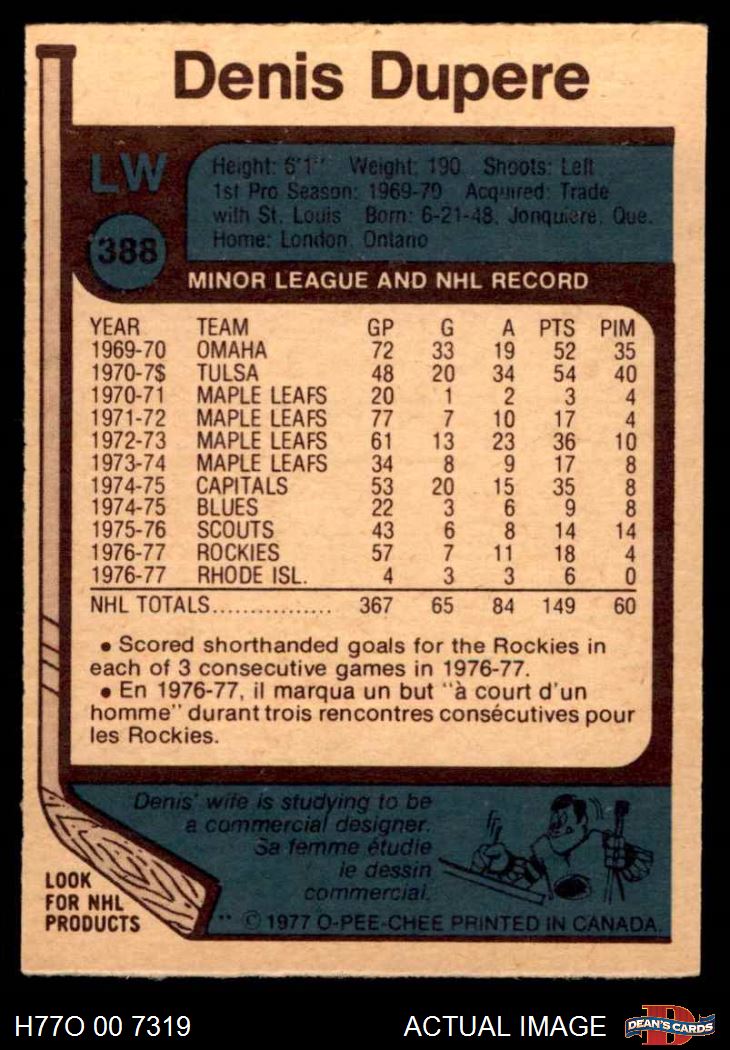 Denis Dupere
LW
388
Height: 6'1" Weight: 190 Shoots: Left
1st Pro Season: 1969-70 Acquired: Trade
with St. Louis Born: 6-21-48, Jonquiere, Que.
Home: London, Ontario
MINOR LEAGUE AND NHL RECORD
YEAR TEAM GP G A PTS PIM
1969-70 OMAHA 72 33 19 52 35
1970-7$ TULSA 48 20 34 54 40
1970-71 MAPLE LEAFS 20 1 2 3 4
1971-72 MAPLE LEAFS 77 7 10 17 4
1972-73 MAPLE LEAFS 61 13 23 36 10
1973-74 MAPLE LEAFS 34 8 9 17 8
1974-75 CAPITALS 53 20 15 35 8
1974-75 BLUES 22 3 6 9 8
1975-76 SCOUTS 43 6 8 14 14
1976-77 ROCKIES 57 7 11 18 4
1976-77 RHODE ISL. 4 3 3 6 0
NHL TOTALS................ 367 65 84 149 60
• Scored shorthanded goals for the Rockies in
each of 3 consecutive games in 1976-77.
• En 1976-77, il marqua un but "à court d'un
homme" durant trois rencontres consécutives pour
les Rockies.
Denis' wife is studying to be
a commercial designer.
Sa femme étudie
le dessin
commercial.
LOOK
FOR NHL
PRODUCTS
** © 1977 O-PEE-CHEE PRINTED IN CANADA.
H77O 00 7319
ACTUAL IMAGE
D
DEAN'S CARDS